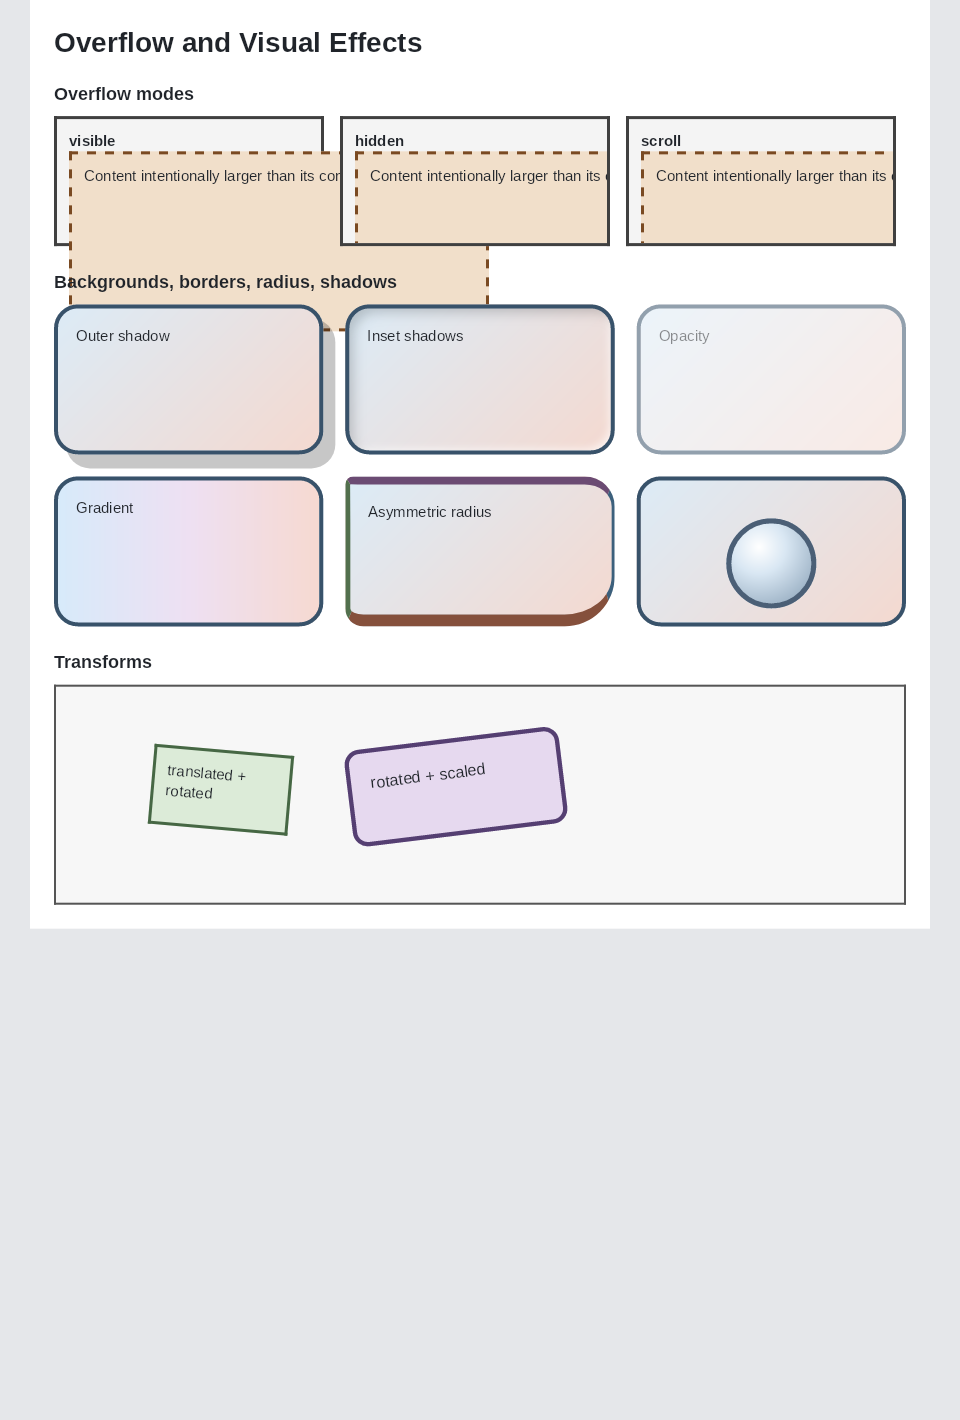 Overflow and Visual Effects
Overflow modes
visible
Content intentionally larger than its
hidden
Content intentionally larger than its
scroll
Content intentionally larger than its
Backgrounds, borders, radius, shadows
Outer shadow
Inset shadows
Opacity
Gradient
Asymmetric radius
Transforms
translated +
rotated
rotated + scaled